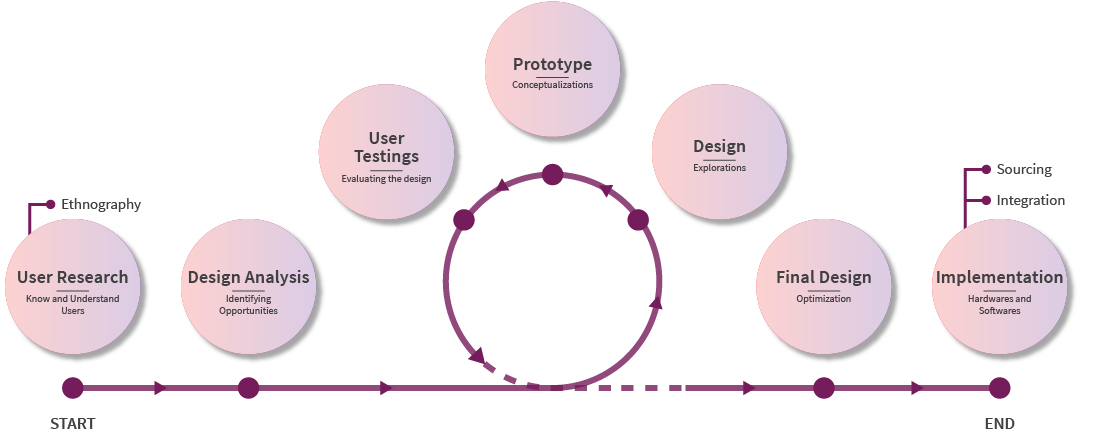 Prototype
Conceptualizations
User
Testings
Evaluating the design
Design
Explorations
Ethnography
User Research
Know and Understand
Users
Design Analysis
Identifying
Opportunities
Final Design
Optimization
Sourcing
Integration
Implementation
Hardwares and
Softwares
START
END